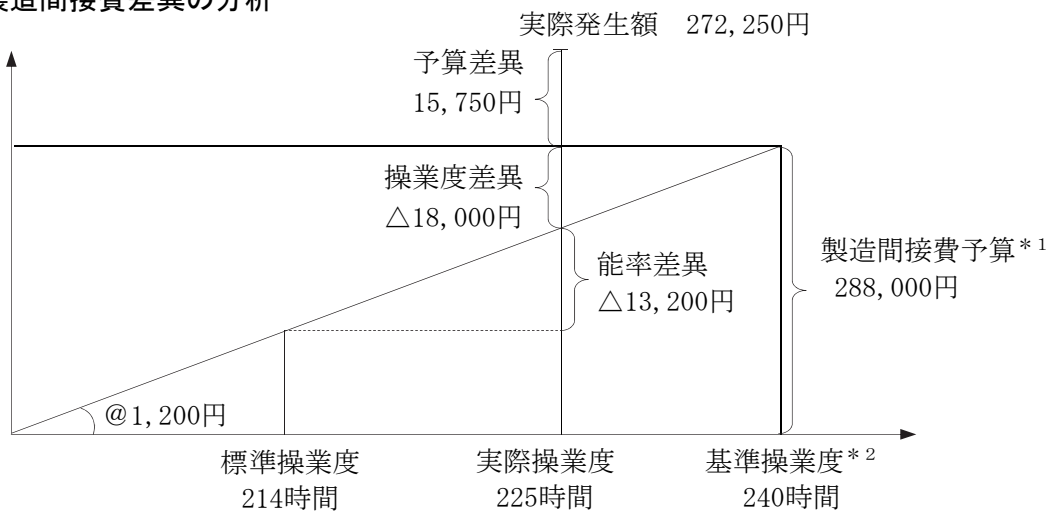 製造間接費差異の分析
実際発生額 272,250円
予算差異
15,750円
操業度差異
△18,000円
能率差異
△13,200円
製造間接費予算*1
288,000円
@1,200円
標準操業度
214時間
実際操業度
225時間
基準操業度*2
240時間